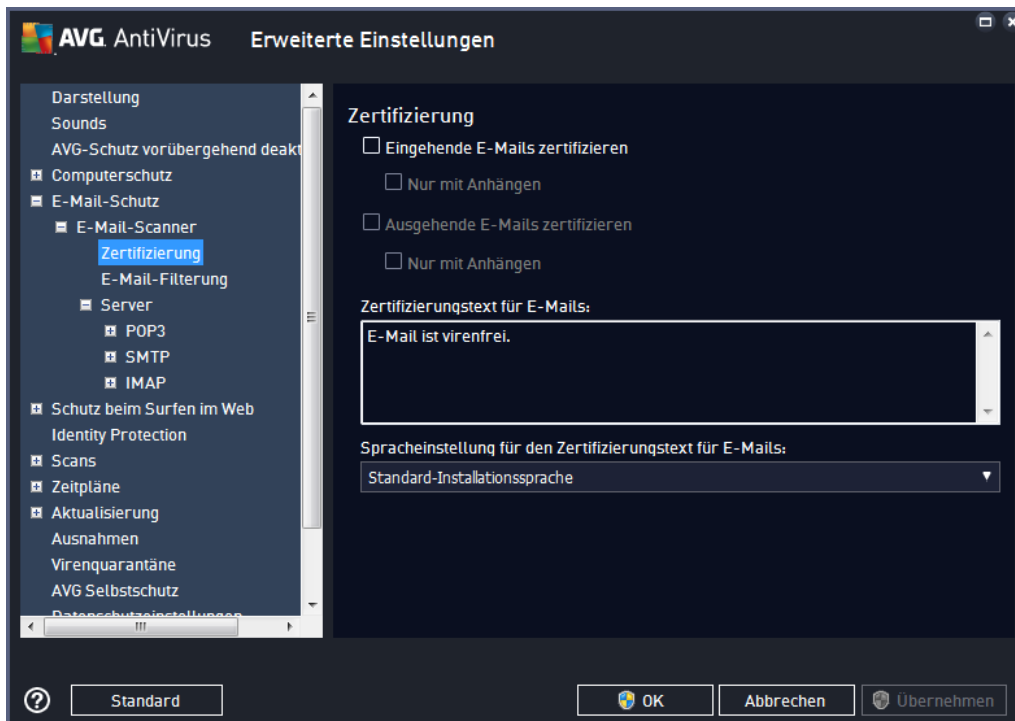 AVG AntiVirus Erweiterte Einstellungen
Darstellung
Sounds
AVG-Schutz vorübergehend deakt
Computerschutz
E-Mail-Schutz
E-Mail-Scanner
Zertifizierung
E-Mail-Filterung
Server
POP3
SMTP
IMAP
Schutz beim Surfen im Web
Identity Protection
Scans
Zeitpläne
Aktualisierung
Ausnahmen
Virenquarantäne
AVG Selbstschutz
Datenschutzeinstellungen
Zertifizierung
Eingehende E-Mails zertifizieren
Nur mit Anhängen
Ausgehende E-Mails zertifizieren
Nur mit Anhängen
Zertifizierungstext für E-Mails:
E-Mail ist virenfrei.
Spracheinstellung für den Zertifizierungstext für E-Mails:
Standard-Installationssprache
? Standard OK Abbrechen Übernehmen